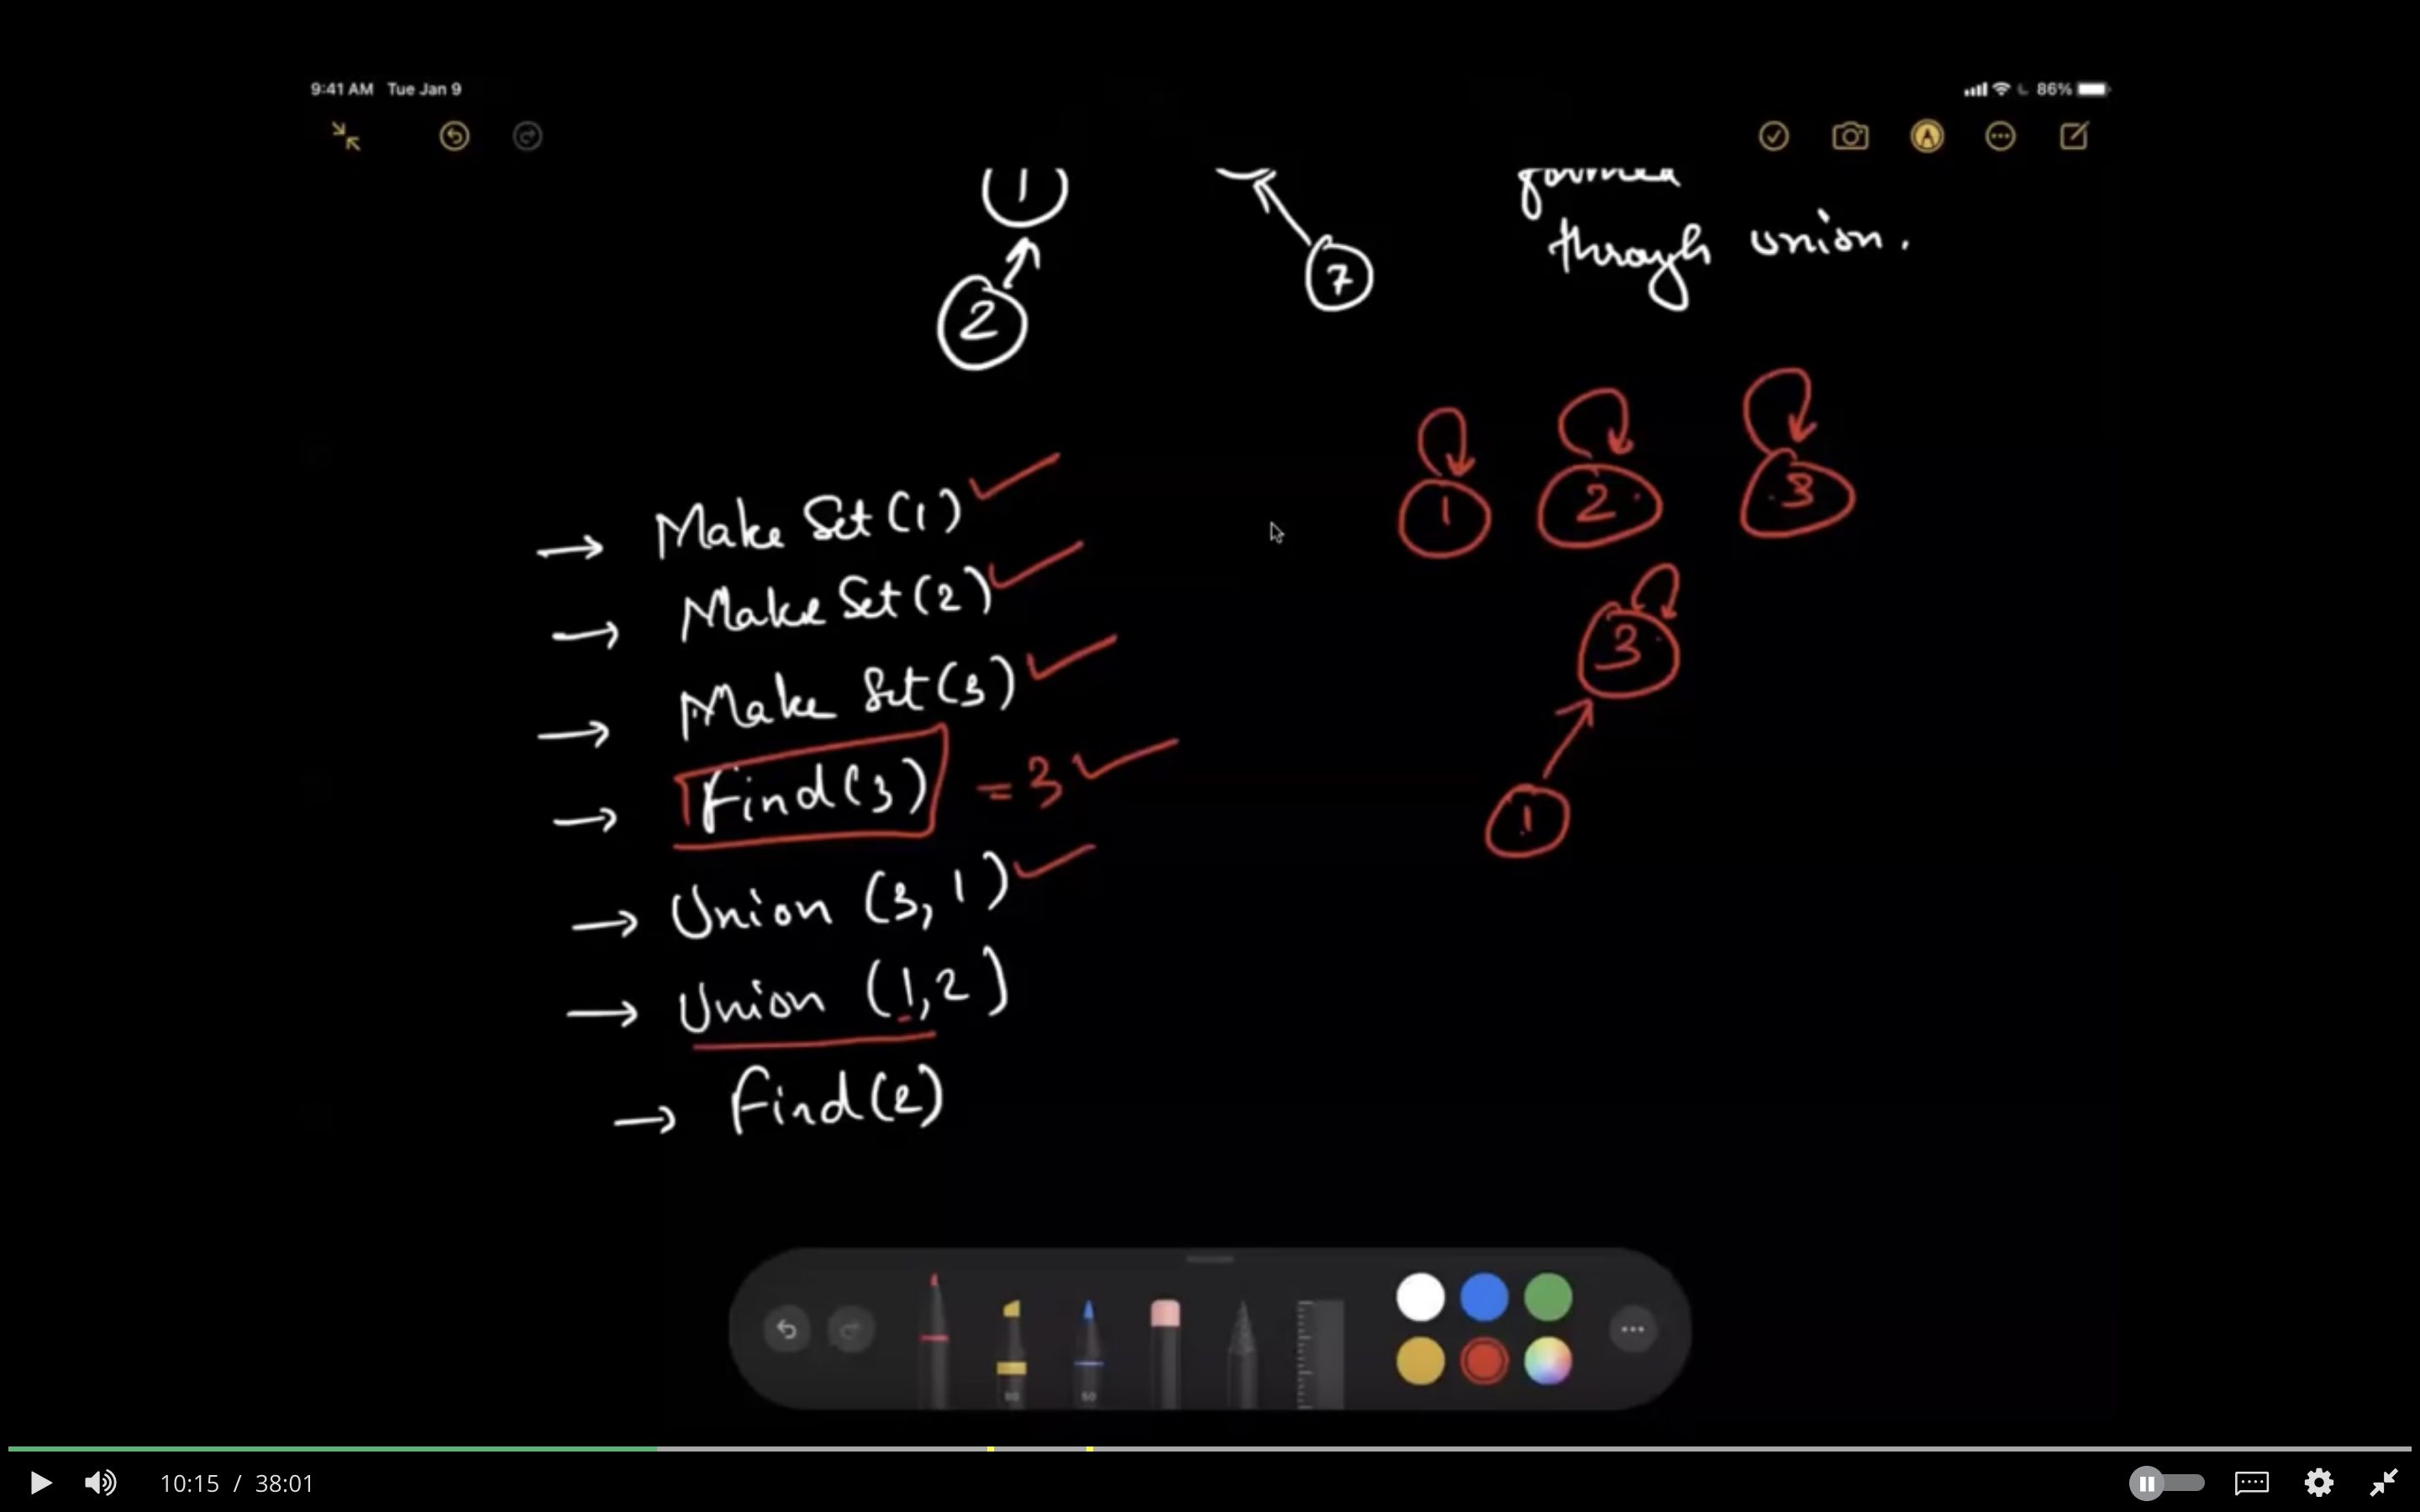 9:41 AM Tue Jan 9
86%
1
formed
through union.
7
2
1 2 3
→ Make Set(1) ✓
→ Make Set(2) ✓
→ Make Set(3) ✓
3
→ Find(3) = 3 ✓
1
→ Union (3,1) ✓
→ Union (1,2)
→ Find(2)
80 50
10:15 / 38:01